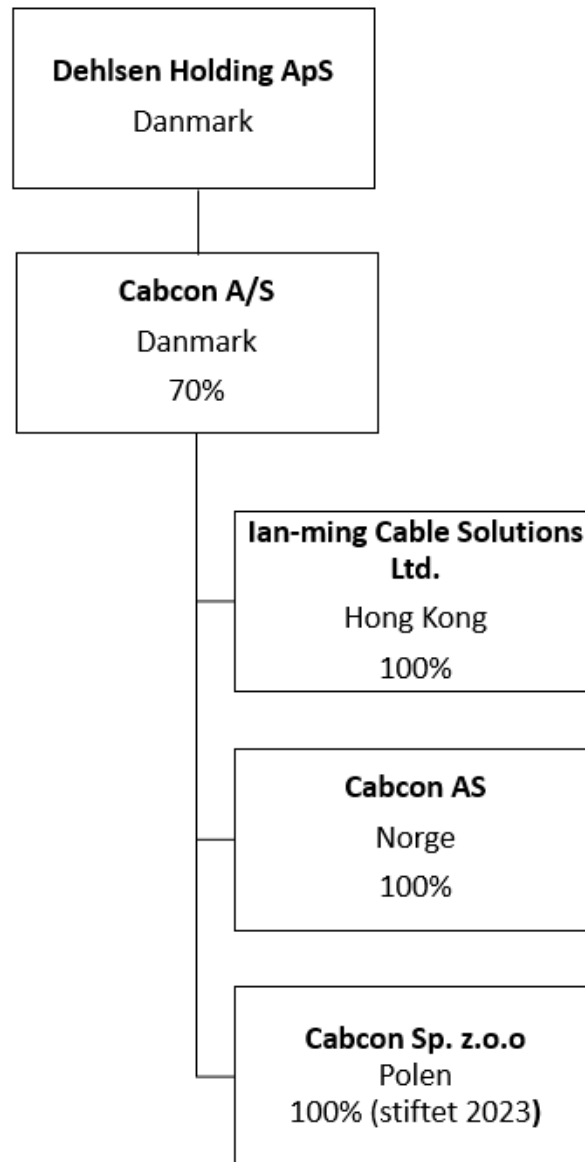 Dehlsen Holding ApS
Danmark
Cabcon A/S
Danmark
70%
Ian-ming Cable Solutions
Ltd.
Hong Kong
100%
Cabcon AS
Norge
100%
Cabcon Sp. z.o.o
Polen
100% (stiftet 2023)